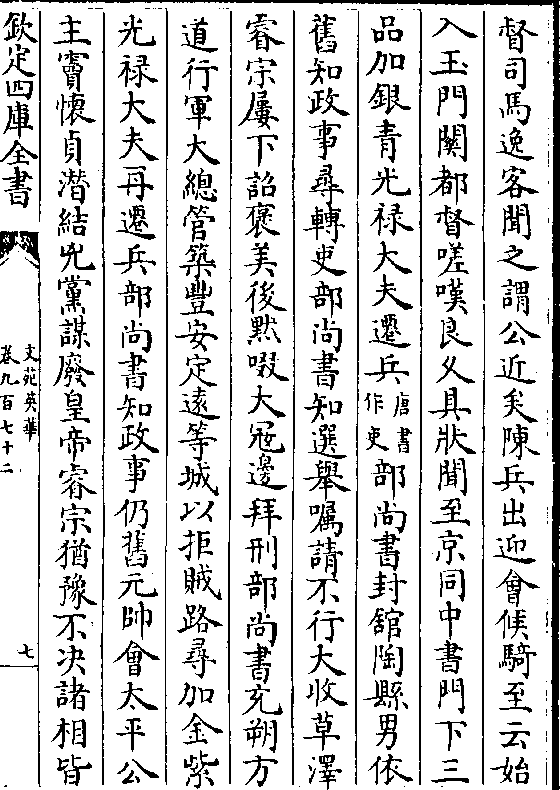 督司馬逸客聞之謂公近矣陳兵出迎會候騎至云始
入玉門關都督嗟嘆良久具狀聞至京同中書門下三
品加銀青光禄大夫遷兵唐書作吏部尚書封舘陶縣男依
舊知政事尋轉吏部尚書知選舉囑請不行大收草澤
睿宗屢下詔褒美後黙啜大冦邊拜刑部尚書充朔方
道行軍大總管築豐安定遠等城以拒賊路尋加金紫
光禄大夫再遷兵部尚書知政事仍舊元帥會太平公
主竇懷貞潜結兇黨謀廢皇帝睿宗猶豫不决諸相皆
欽定四庫全書
文苑英華
卷九百七十二
七